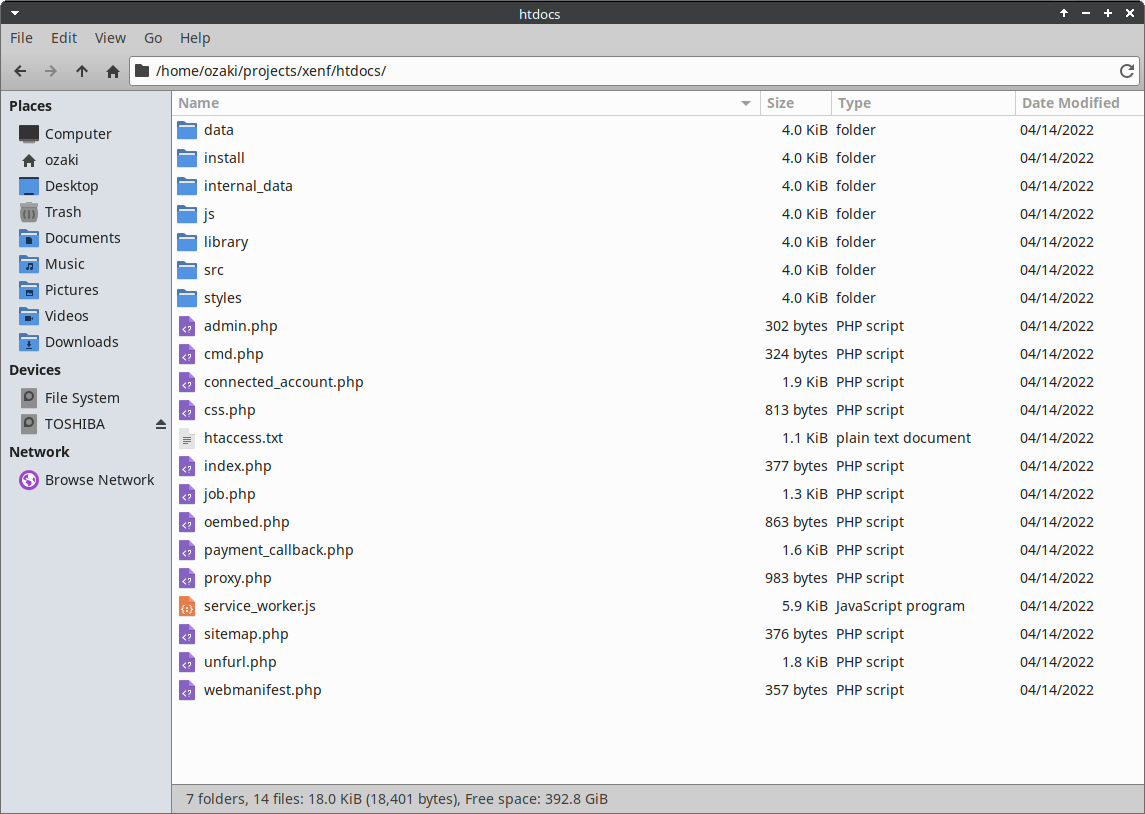 htdocs
File Edit View Go Help
/home/ozaki/projects/xenf/htdocs/
Places
Computer
ozaki
Desktop
Trash
Documents
Music
Pictures
Videos
Downloads
Devices
File System
TOSHIBA
Network
Browse Network
Name Size Type Date Modified
data 4.0 KiB folder 04/14/2022
install 4.0 KiB folder 04/14/2022
internal_data 4.0 KiB folder 04/14/2022
js 4.0 KiB folder 04/14/2022
library 4.0 KiB folder 04/14/2022
src 4.0 KiB folder 04/14/2022
styles 4.0 KiB folder 04/14/2022
admin.php 302 bytes PHP script 04/14/2022
cmd.php 324 bytes PHP script 04/14/2022
connected_account.php 1.9 KiB PHP script 04/14/2022
css.php 813 bytes PHP script 04/14/2022
htaccess.txt 1.1 KiB plain text document 04/14/2022
index.php 377 bytes PHP script 04/14/2022
job.php 1.3 KiB PHP script 04/14/2022
oembed.php 863 bytes PHP script 04/14/2022
payment_callback.php 1.6 KiB PHP script 04/14/2022
proxy.php 983 bytes PHP script 04/14/2022
service_worker.js 5.9 KiB JavaScript program 04/14/2022
sitemap.php 376 bytes PHP script 04/14/2022
unfurl.php 1.8 KiB PHP script 04/14/2022
webmanifest.php 357 bytes PHP script 04/14/2022
7 folders, 14 files: 18.0 KiB (18,401 bytes), Free space: 392.8 GiB